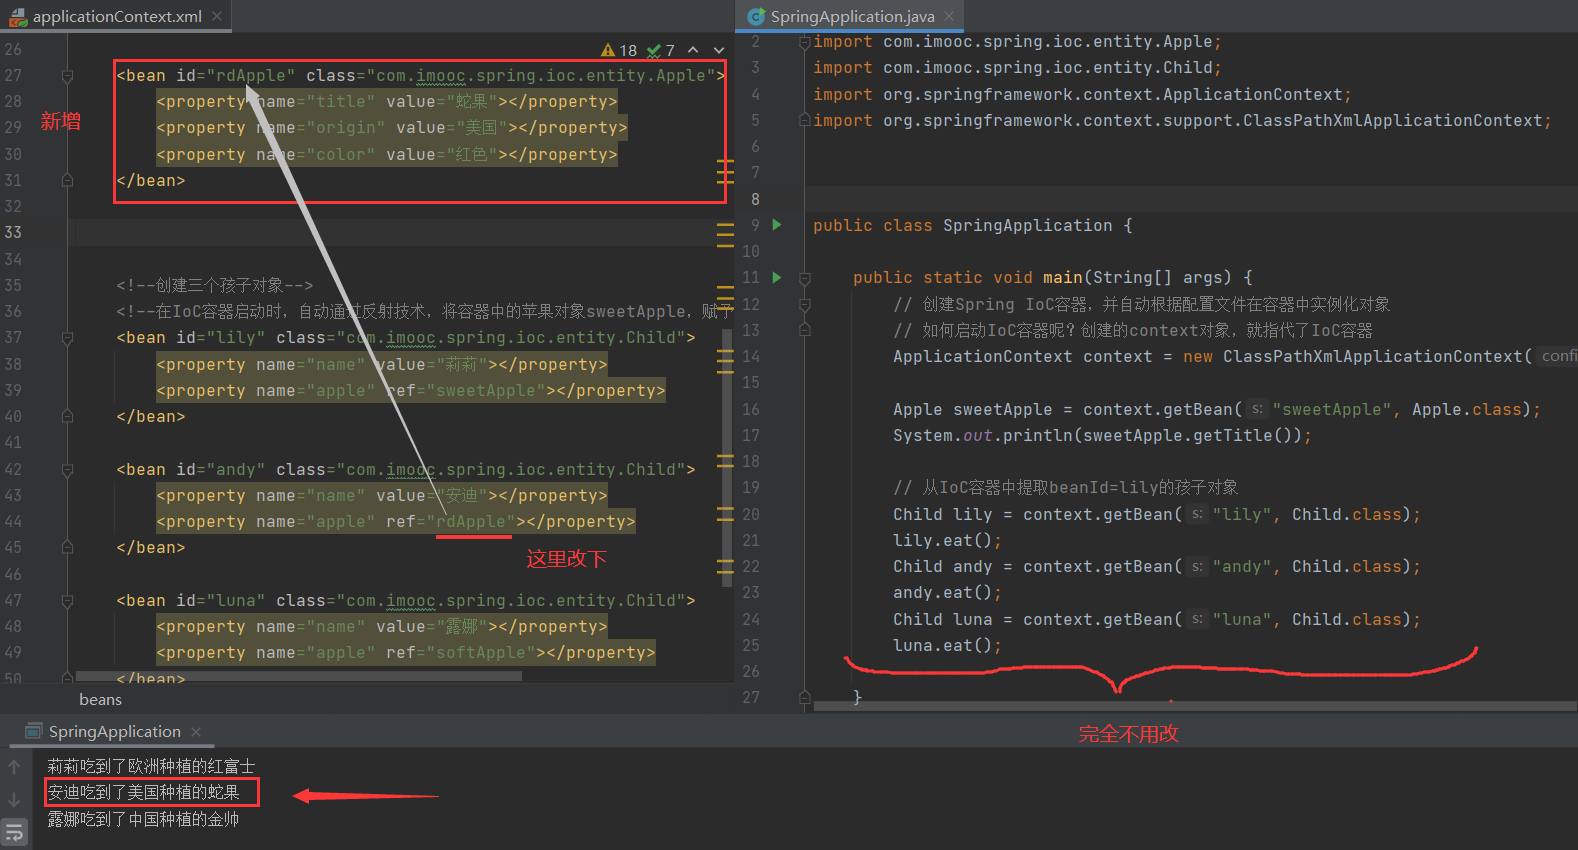 applicationContext.xml
26
18 7
27 <bean id="rdApple" class="com.imooc.spring.ioc.entity.Apple">
28 <property name="title" value="蛇果"></property>
新增
29 <property name="origin" value="美国"></property>
30 <property name="color" value="红色"></property>
31 </bean>
32
33
34
35 <!--创建三个孩子对象-->
36 <!--在IoC容器启动时，自动通过反射技术，将容器中的苹果对象sweetApple，赋予
37 <bean id="lily" class="com.imooc.spring.ioc.entity.Child">
38 <property name="name" value="莉莉"></property>
39 <property name="apple" ref="sweetApple"></property>
40 </bean>
41
42 <bean id="andy" class="com.imooc.spring.ioc.entity.Child">
43 <property name="name" value="安迪"></property>
44 <property name="apple" ref="rdApple"></property>
45 </bean>
这里改下
46
47 <bean id="luna" class="com.imooc.spring.ioc.entity.Child">
48 <property name="name" value="露娜"></property>
49 <property name="apple" ref="softApple"></property>
50 </bean>
beans
SpringApplication.java
2 import com.imooc.spring.ioc.entity.Apple;
3 import com.imooc.spring.ioc.entity.Child;
4 import org.springframework.context.ApplicationContext;
5 import org.springframework.context.support.ClassPathXmlApplicationContext;
6
7
8
9 public class SpringApplication {
10
11 public static void main(String[] args) {
12 // 创建Spring IoC容器，并自动根据配置文件在容器中实例化对象
13 // 如何启动IoC容器呢？创建的context对象，就指代了IoC容器
14 ApplicationContext context = new ClassPathXmlApplicationContext( confi
15
16 Apple sweetApple = context.getBean( s: "sweetApple", Apple.class);
17 System.out.println(sweetApple.getTitle());
18
19 // 从IoC容器中提取beanId=lily的孩子对象
20 Child lily = context.getBean( s: "lily", Child.class);
21 lily.eat();
22 Child andy = context.getBean( s: "andy", Child.class);
23 andy.eat();
24 Child luna = context.getBean( s: "luna", Child.class);
25 luna.eat();
26
27 }
完全不用改
SpringApplication
莉莉吃到了欧洲种植的红富士
安迪吃到了美国种植的蛇果
露娜吃到了中国种植的金帅